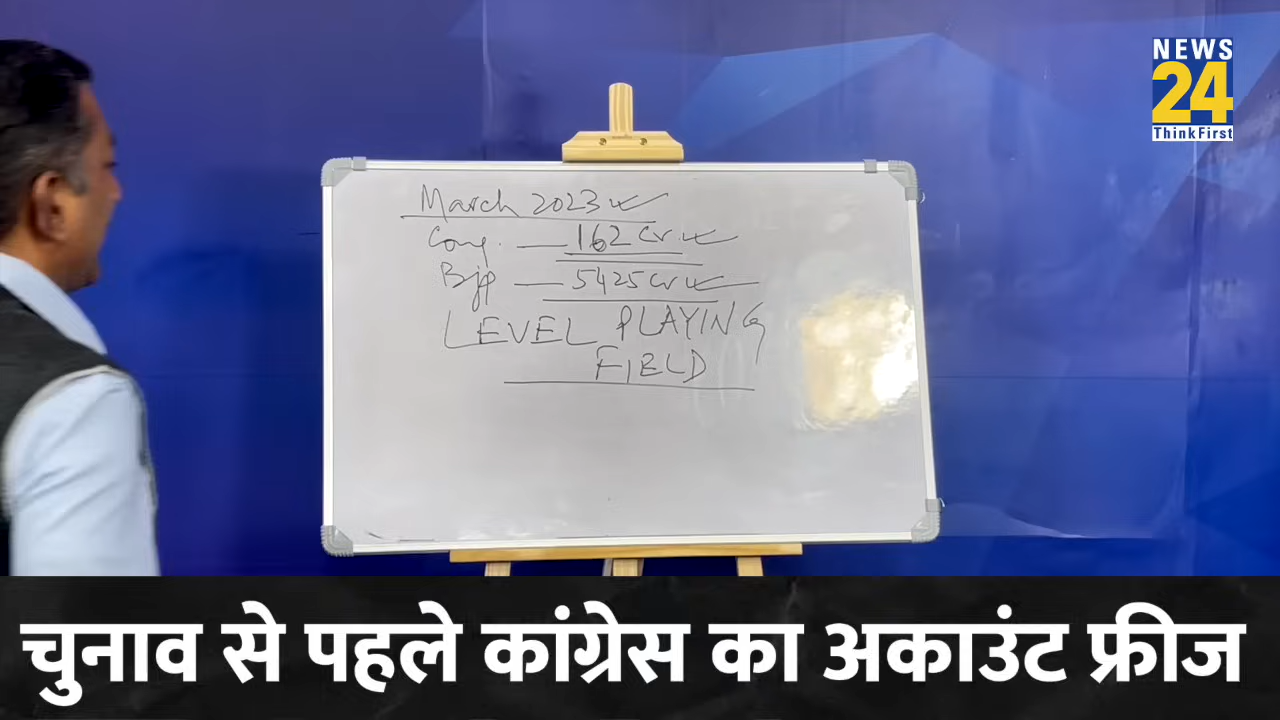 NEWS
24
ThinkFirst
March 2023
Cong. — 162 Cr.
Bjp — 5425 Cr
LEVEL PLAYING
FIELD
चुनाव से पहले कांग्रेस का अकाउंट फ्रीज